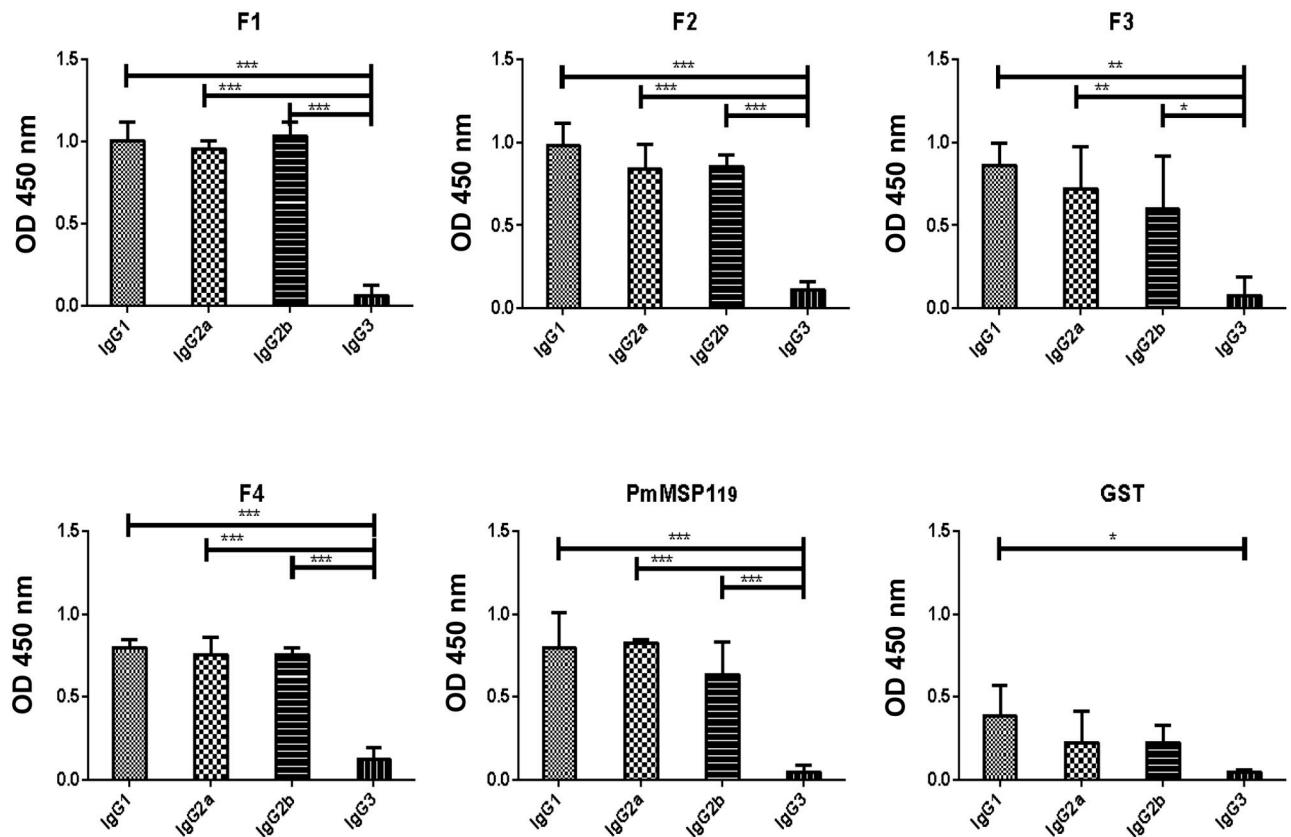 F1
OD 450 nm
1.5
1.0
0.5
0.0
***
***
***
IgG1
IgG2a
IgG2b
IgG3
F2
OD 450 nm
1.5
1.0
0.5
0.0
***
***
***
IgG1
IgG2a
IgG2b
IgG3
F3
OD 450 nm
1.5
1.0
0.5
0.0
**
**
*
IgG1
IgG2a
IgG2b
IgG3
F4
OD 450 nm
1.5
1.0
0.5
0.0
***
***
***
IgG1
IgG2a
IgG2b
IgG3
PmMSP119
OD 450 nm
1.5
1.0
0.5
0.0
***
***
***
IgG1
IgG2a
IgG2b
IgG3
GST
OD 450 nm
1.5
1.0
0.5
0.0
*
IgG1
IgG2a
IgG2b
IgG3